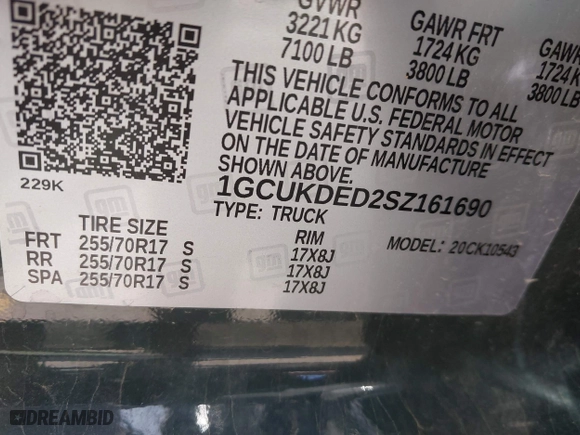 GVWR
3221 KG
7100 LB
GAWR FRT
1724 KG
3800 LB
GAWR
1724 K
3800 LB
THIS VEHICLE CONFORMS TO ALL
APPLICABLE U.S. FEDERAL MOTOR
VEHICLE SAFETY STANDARDS IN EFFECT
ON THE DATE OF MANUFACTURE
SHOWN ABOVE.
229K
1GCUKDED2SZ161690
TYPE: TRUCK
MODEL: 20CK10543
TIRE SIZE RIM
FRT 255/70R17 S 17X8J
RR 255/70R17 S 17X8J
SPA 255/70R17 S 17X8J
gm
DREAMBID